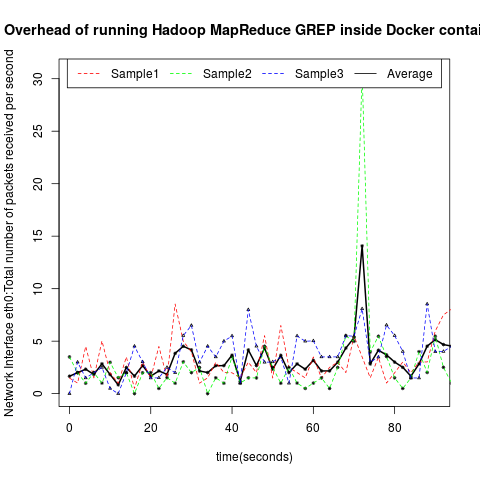 Overhead of running Hadoop MapReduce GREP inside Docker contai
Network Interface eth0:Total number of packets received per second
Sample1 Sample2 Sample3 Average
30
25
20
15
10
5
0
0 20 40 60 80
time(seconds)